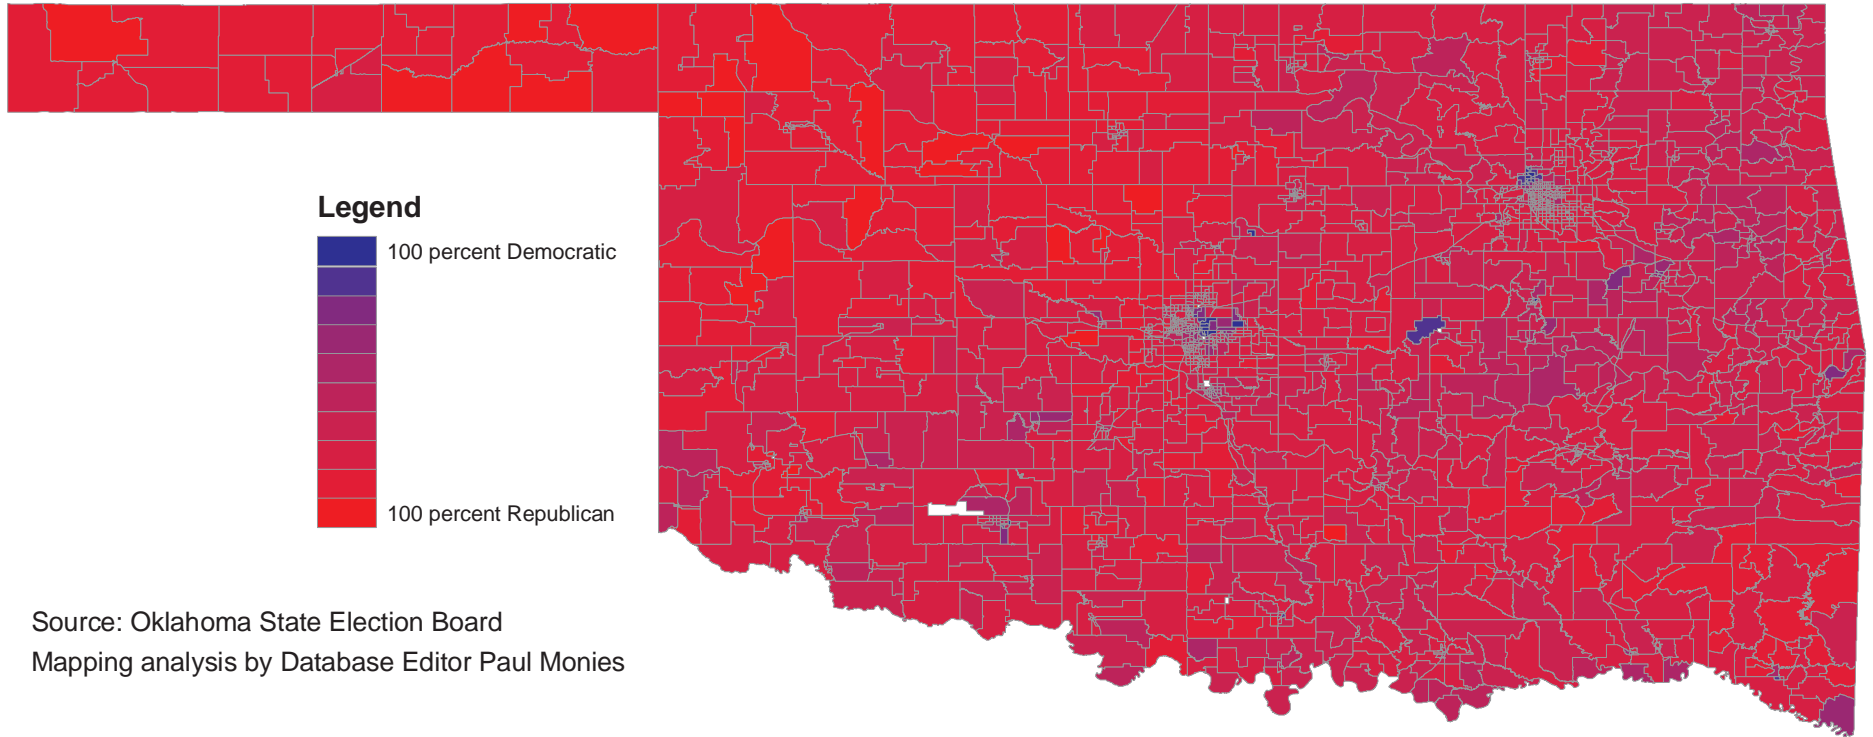 Legend
100 percent Democratic
100 percent Republican
Source: Oklahoma State Election Board
Mapping analysis by Database Editor Paul Monies